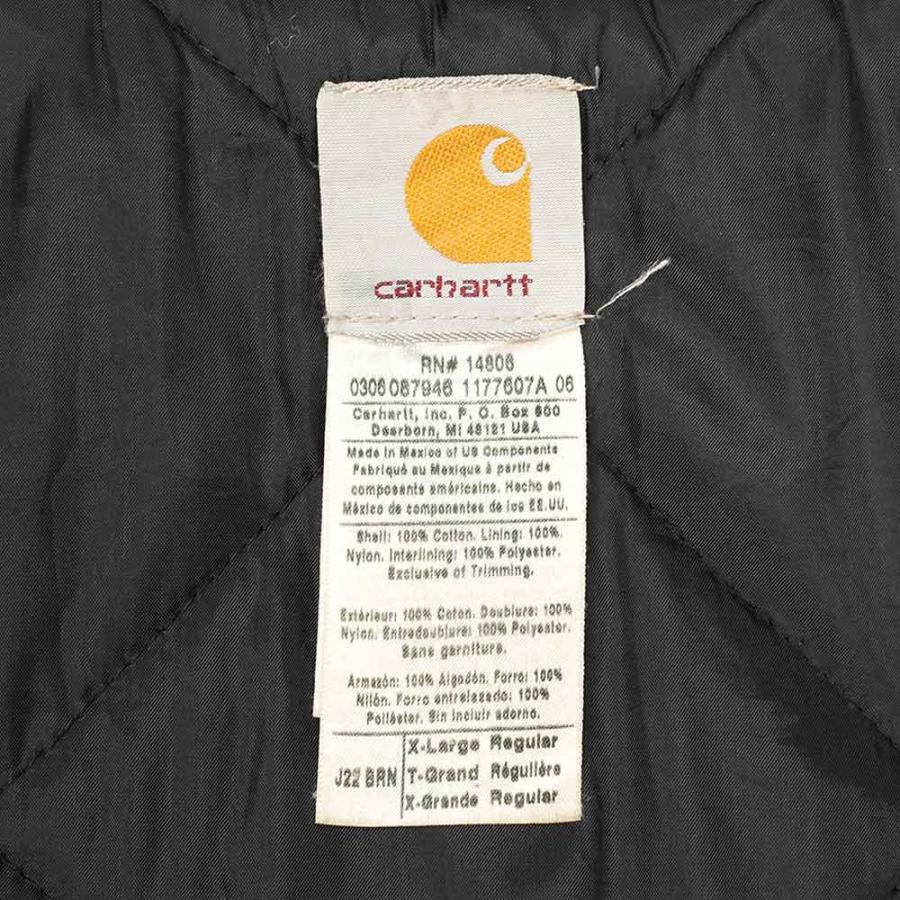 carhartt
RN# 14806
0306 087946 1177607A 06
Carhartt, Inc. P. O. Box 600
Dearborn, MI 48121 USA
Made in Mexico of US Components
Fabriqué au Mexique à partir de
composants américains. Hecho en
México de componentes de los EE.UU.
Shell: 100% Cotton. Lining: 100%
Nylon. Interlining: 100% Polyester.
Exclusive of Trimming.
Extérieur: 100% Coton. Doublure: 100%
Nylon. Entredoublure: 100% Polyester.
Sans garniture.
Armazón: 100% Algodón. Forro: 100%
Nilón. Forro entrelazado: 100%
Poliéster. Sin incluir adorno.
X-Large Regular
J22 BRN T-Grand Régulière
X-Grande Regular